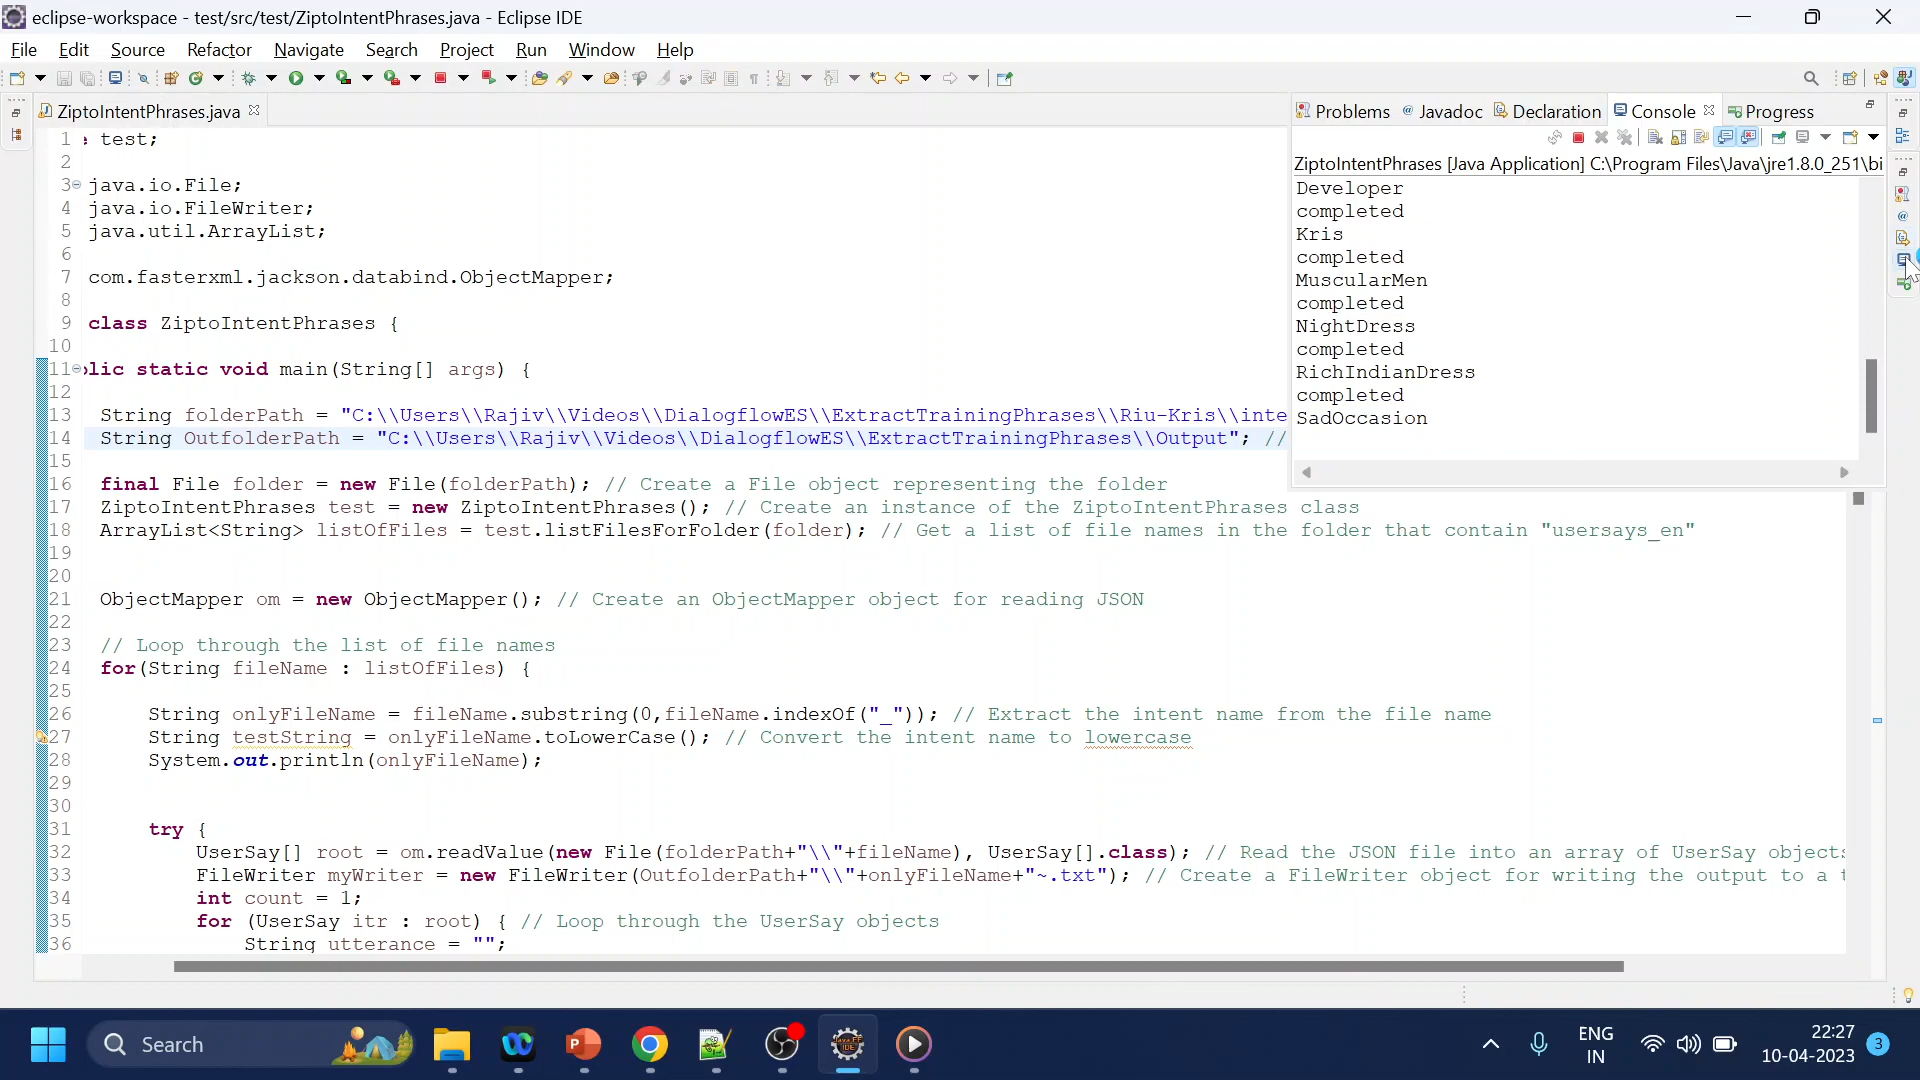 eclipse-workspace - test/src/test/ZiptoIntentPhrases.java - Eclipse IDE
File Edit Source Refactor Navigate Search Project Run Window Help
ZiptoIntentPhrases.java
1 test;
2
3 java.io.File;
4 java.io.FileWriter;
5 java.util.ArrayList;
6
7 com.fasterxml.jackson.databind.ObjectMapper;
8
9 class ZiptoIntentPhrases {
10
11 blic static void main(String[] args) {
12
13 String folderPath = "C:\\Users\\Rajiv\\Videos\\DialogflowES\\ExtractTrainingPhrases\\Riu-Kris\\inte
14 String OutfolderPath = "C:\\Users\\Rajiv\\Videos\\DialogflowES\\ExtractTrainingPhrases\\Output"; //
15
16 final File folder = new File(folderPath); // Create a File object representing the folder
17 ZiptoIntentPhrases test = new ZiptoIntentPhrases(); // Create an instance of the ZiptoIntentPhrases class
18 ArrayList<String> listOfFiles = test.listFilesForFolder(folder); // Get a list of file names in the folder that contain "usersays_en"
19
20
21 ObjectMapper om = new ObjectMapper(); // Create an ObjectMapper object for reading JSON
22
23 // Loop through the list of file names
24 for(String fileName : listOfFiles) {
25
26 String onlyFileName = fileName.substring(0,fileName.indexOf("_")); // Extract the intent name from the file name
27 String testString = onlyFileName.toLowerCase(); // Convert the intent name to lowercase
28 System.out.println(onlyFileName);
29
30
31 try {
32 UserSay[] root = om.readValue(new File(folderPath+"\\"+fileName), UserSay[].class); // Read the JSON file into an array of UserSay objects
33 FileWriter myWriter = new FileWriter(OutfolderPath+"\\"+onlyFileName+"~.txt"); // Create a FileWriter object for writing the output to a t
34 int count = 1;
35 for (UserSay itr : root) { // Loop through the UserSay objects
36 String utterance = "";
Problems Javadoc Declaration Console Progress
ZiptoIntentPhrases [Java Application] C:\Program Files\Java\jre1.8.0_251\bi
Developer
completed
Kris
completed
MuscularMen
completed
NightDress
completed
RichIndianDress
completed
SadOccasion
Search
ENG
IN
22:27
10-04-2023
3